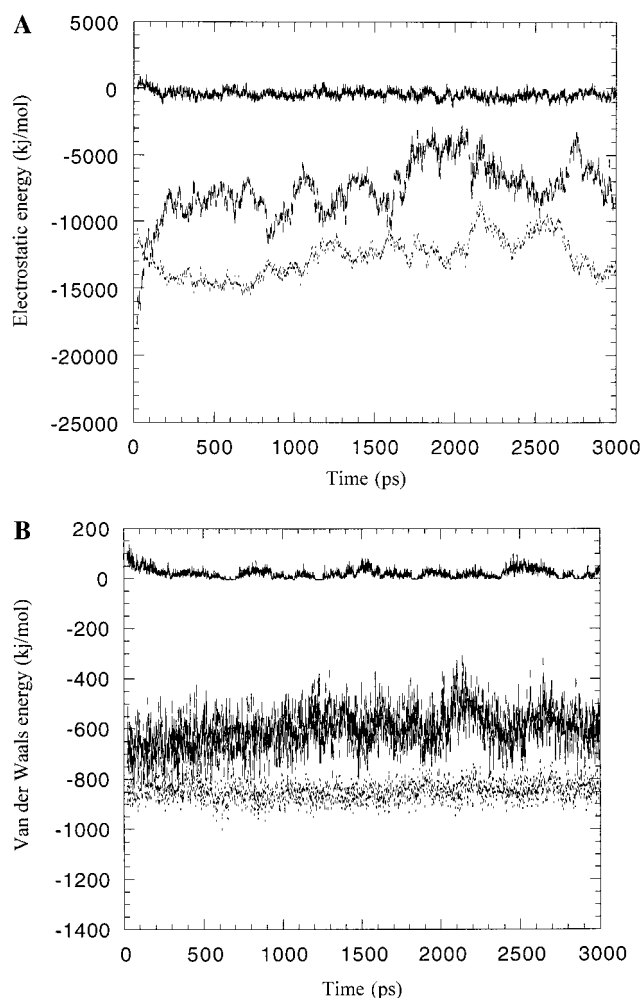 A
5000
0
-5000
-10000
-15000
-20000
-25000
Electrostatic energy (kj/mol)
0 500 1000 1500 2000 2500 3000
Time (ps)
B
200
0
-200
-400
-600
-800
-1000
-1200
-1400
Van der Waals energy (kj/mol)
0 500 1000 1500 2000 2500 3000
Time (ps)